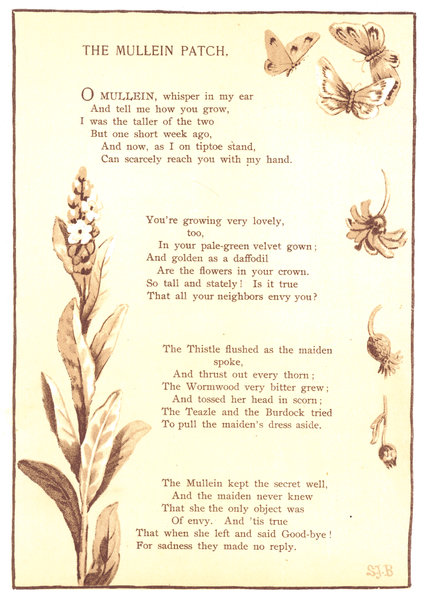 THE MULLEIN PATCH.
O MULLEIN, whisper in my ear
And tell me how you grow,
I was the taller of the two
But one short week ago,
And now, as I on tiptoe stand,
Can scarcely reach you with my hand.
You're growing very lovely,
too,
In your pale-green velvet gown;
And golden as a daffodil
Are the flowers in your crown.
So tall and stately! Is it true
That all your neighbors envy you?
The Thistle flushed as the maiden
spoke,
And thrust out every thorn;
The Wormwood very bitter grew;
And tossed her head in scorn;
The Teazle and the Burdock tried
To pull the maiden's dress aside.
The Mullein kept the secret well,
And the maiden never knew
That she the only object was
Of envy. And 'tis true
That when she left and said Good-bye!
For sadness they made no reply.
S.J.B